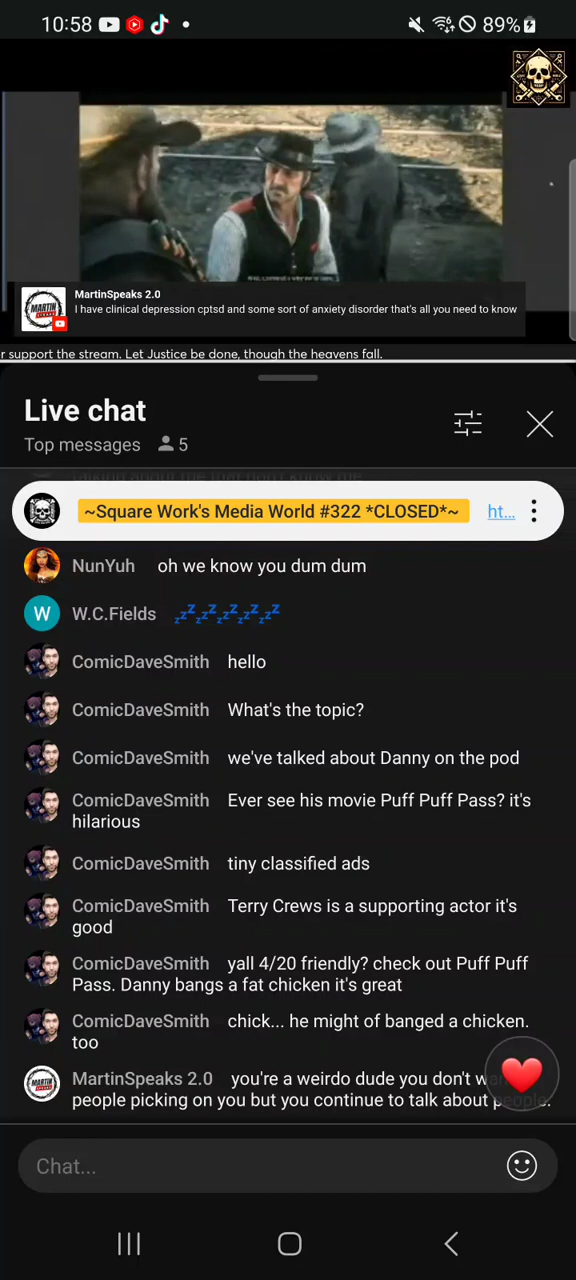 10:58
89%
MartinSpeaks 2.0
I have clinical depression cptsd and some sort of anxiety disorder that's all you need to know
MARTIN
r support the stream. Let Justice be done, though the heavens fall.
Live chat
Top messages 5
~Square Work's Media World #322 *CLOSED*~ ht...
NunYuh oh we know you dum dum
W W.C.Fields zzzzzzzzzz
ComicDaveSmith hello
ComicDaveSmith What's the topic?
ComicDaveSmith we've talked about Danny on the pod
ComicDaveSmith Ever see his movie Puff Puff Pass? it's
hilarious
ComicDaveSmith tiny classified ads
ComicDaveSmith Terry Crews is a supporting actor it's
good
ComicDaveSmith yall 4/20 friendly? check out Puff Puff
Pass. Danny bangs a fat chicken it's great
ComicDaveSmith chick... he might of banged a chicken.
too
MARTIN MartinSpeaks 2.0 you're a weirdo dude you don't
people picking on you but you continue to talk about people.
Chat...